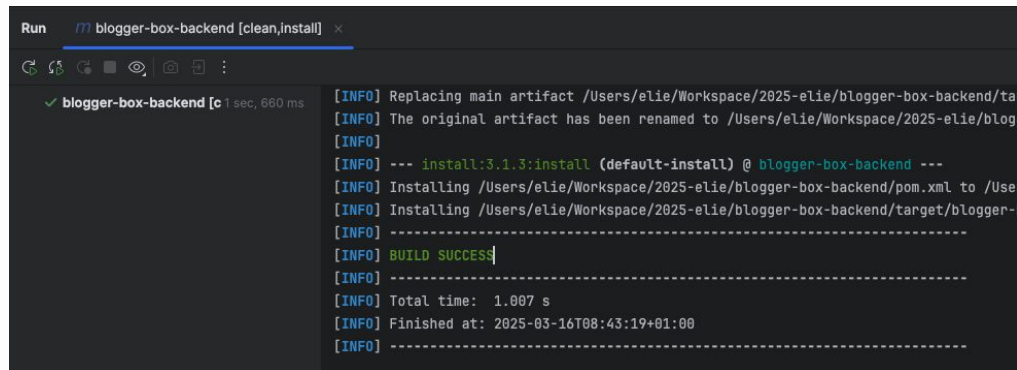 Run blogger-box-backend [clean,install]
blogger-box-backend [c 1 sec, 660 ms
[INFO] Replacing main artifact /Users/elie/Workspace/2025-elie/blogger-box-backend/ta
[INFO] The original artifact has been renamed to /Users/elie/Workspace/2025-elie/blog
[INFO]
[INFO] --- install:3.1.3:install (default-install) @ blogger-box-backend ---
[INFO] Installing /Users/elie/Workspace/2025-elie/blogger-box-backend/pom.xml to /Use
[INFO] Installing /Users/elie/Workspace/2025-elie/blogger-box-backend/target/blogger-
[INFO] ------------------------------------------------------------------------
[INFO] BUILD SUCCESS
[INFO] ------------------------------------------------------------------------
[INFO] Total time:  1.007 s
[INFO] Finished at: 2025-03-16T08:43:19+01:00
[INFO] ------------------------------------------------------------------------